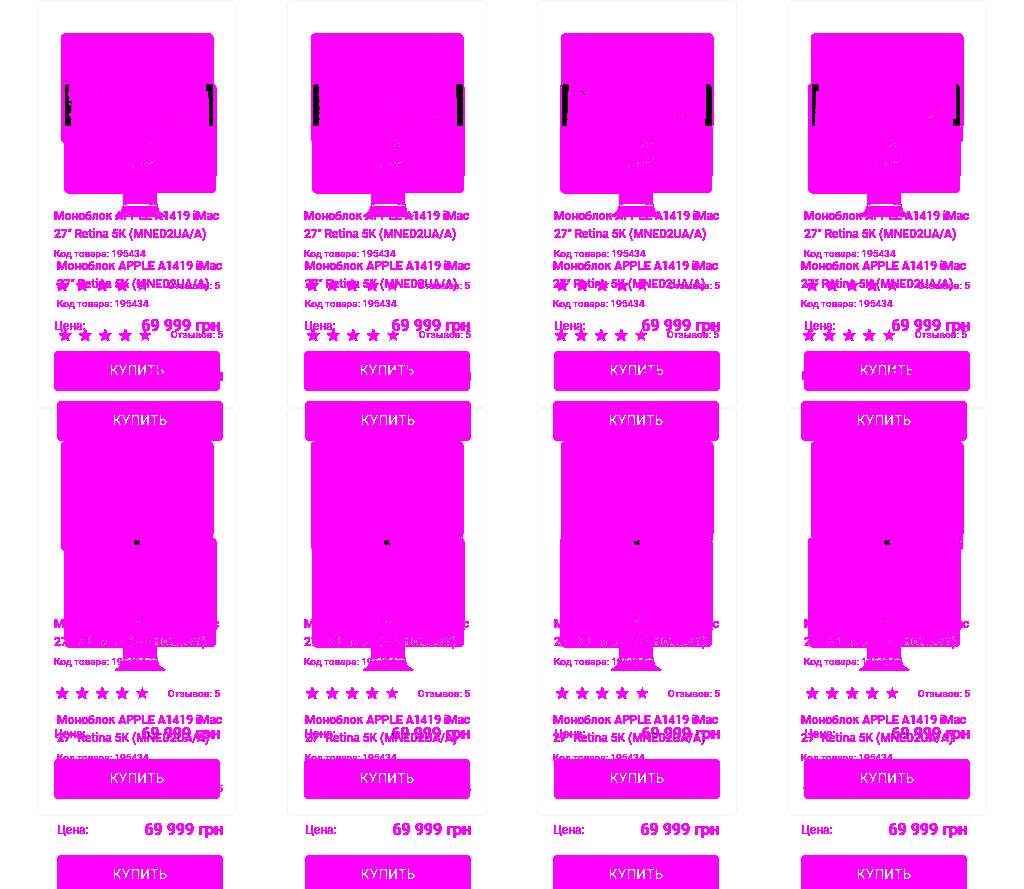 Моноблок APPLE A1419 iMac Моноблок APPLE A1419 iMac Моноблок APPLE A1419 iMac Моноблок APPLE A1419 iMac
27" Retina 5K (MNED2UA/A) 27" Retina 5K (MNED2UA/A) 27" Retina 5K (MNED2UA/A) 27" Retina 5K (MNED2UA/A)
Код товара: 195434 Код товара: 195434 Код товара: 195434 Код товара: 195434
Моноблок APPLE A1419 iMac Моноблок APPLE A1419 iMac Моноблок APPLE A1419 iMac Моноблок APPLE A1419 iMac
27" Retina 5K (MNED2UA/A) 27" Retina 5K (MNED2UA/A) 27" Retina 5K (MNED2UA/A) 27" Retina 5K (MNED2UA/A)
Отзывов: 5 Отзывов: 5 Отзывов: 5 Отзывов: 5
Код товара: 195434 Код товара: 195434 Код товара: 195434 Код товара: 195434
Цена: 69 999 грн Цена: 69 999 грн Цена: 69 999 грн Цена: 69 999 грн
Отзывов: 5 Отзывов: 5 Отзывов: 5 Отзывов: 5
КУПИТЬ КУПИТЬ КУПИТЬ КУПИТЬ
КУПИТЬ КУПИТЬ КУПИТЬ КУПИТЬ
Код товара: Код товара: Код товара: Код товара:
Отзывов: 5 Отзывов: 5 Отзывов: 5 Отзывов: 5
Моноблок APPLE A1419 iMac Моноблок APPLE A1419 iMac Моноблок APPLE A1419 iMac Моноблок APPLE A1419 iMac
Цена: 69 999 грн Цена: 69 999 грн Цена: 69 999 грн Цена: 69 999 грн
27" Retina 5K (MNED2UA/A) 27" Retina 5K (MNED2UA/A) 27" Retina 5K (MNED2UA/A) 27" Retina 5K (MNED2UA/A)
Код товара: 195434 Код товара: 195434 Код товара: 195434 Код товара: 195434
КУПИТЬ КУПИТЬ КУПИТЬ КУПИТЬ
Цена: 69 999 грн Цена: 69 999 грн Цена: 69 999 грн Цена: 69 999 грн
КУПИТЬ КУПИТЬ КУПИТЬ КУПИТЬ